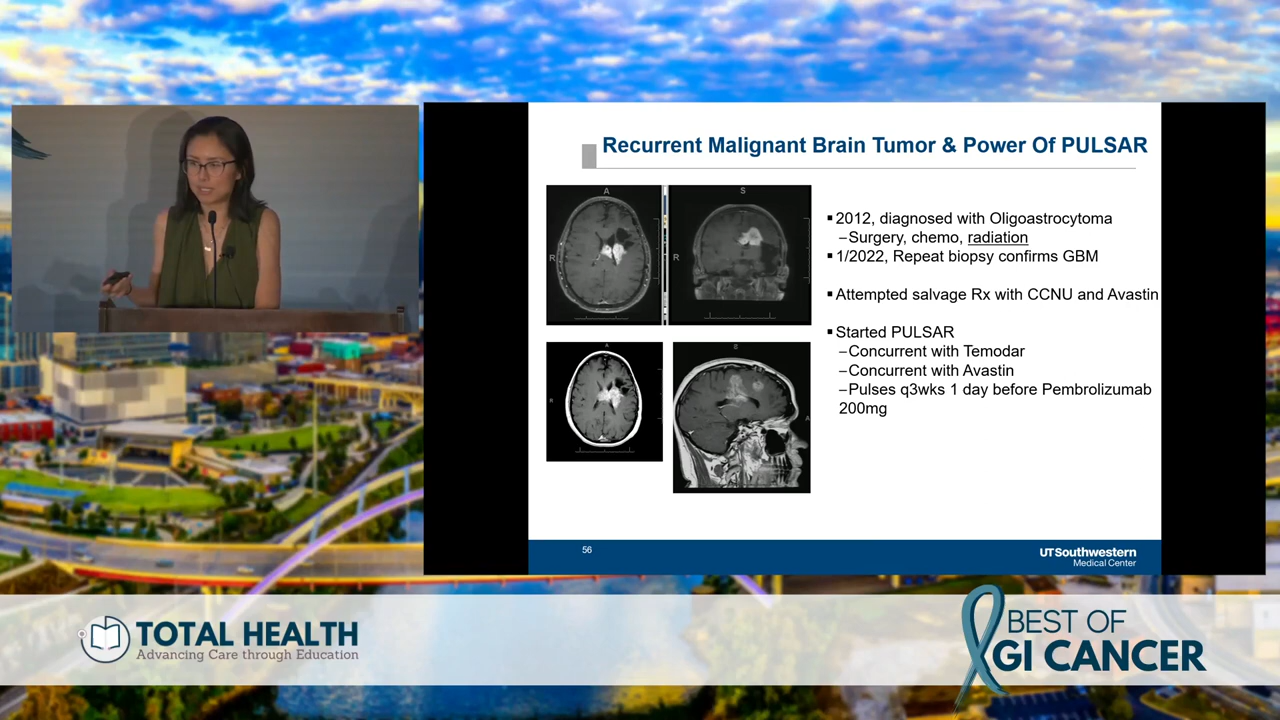 Recurrent Malignant Brain Tumor & Power Of PULSAR
A
S
R
R
▪2012, diagnosed with Oligoastrocytoma
–Surgery, chemo, radiation
▪1/2022, Repeat biopsy confirms GBM
▪Attempted salvage Rx with CCNU and Avastin
▪Started PULSAR
–Concurrent with Temodar
–Concurrent with Avastin
–Pulses q3wks 1 day before Pembrolizumab
200mg
56
UTSouthwestern
Medical Center
TOTAL HEALTH
Advancing Care through Education
BEST OF
GI CANCER